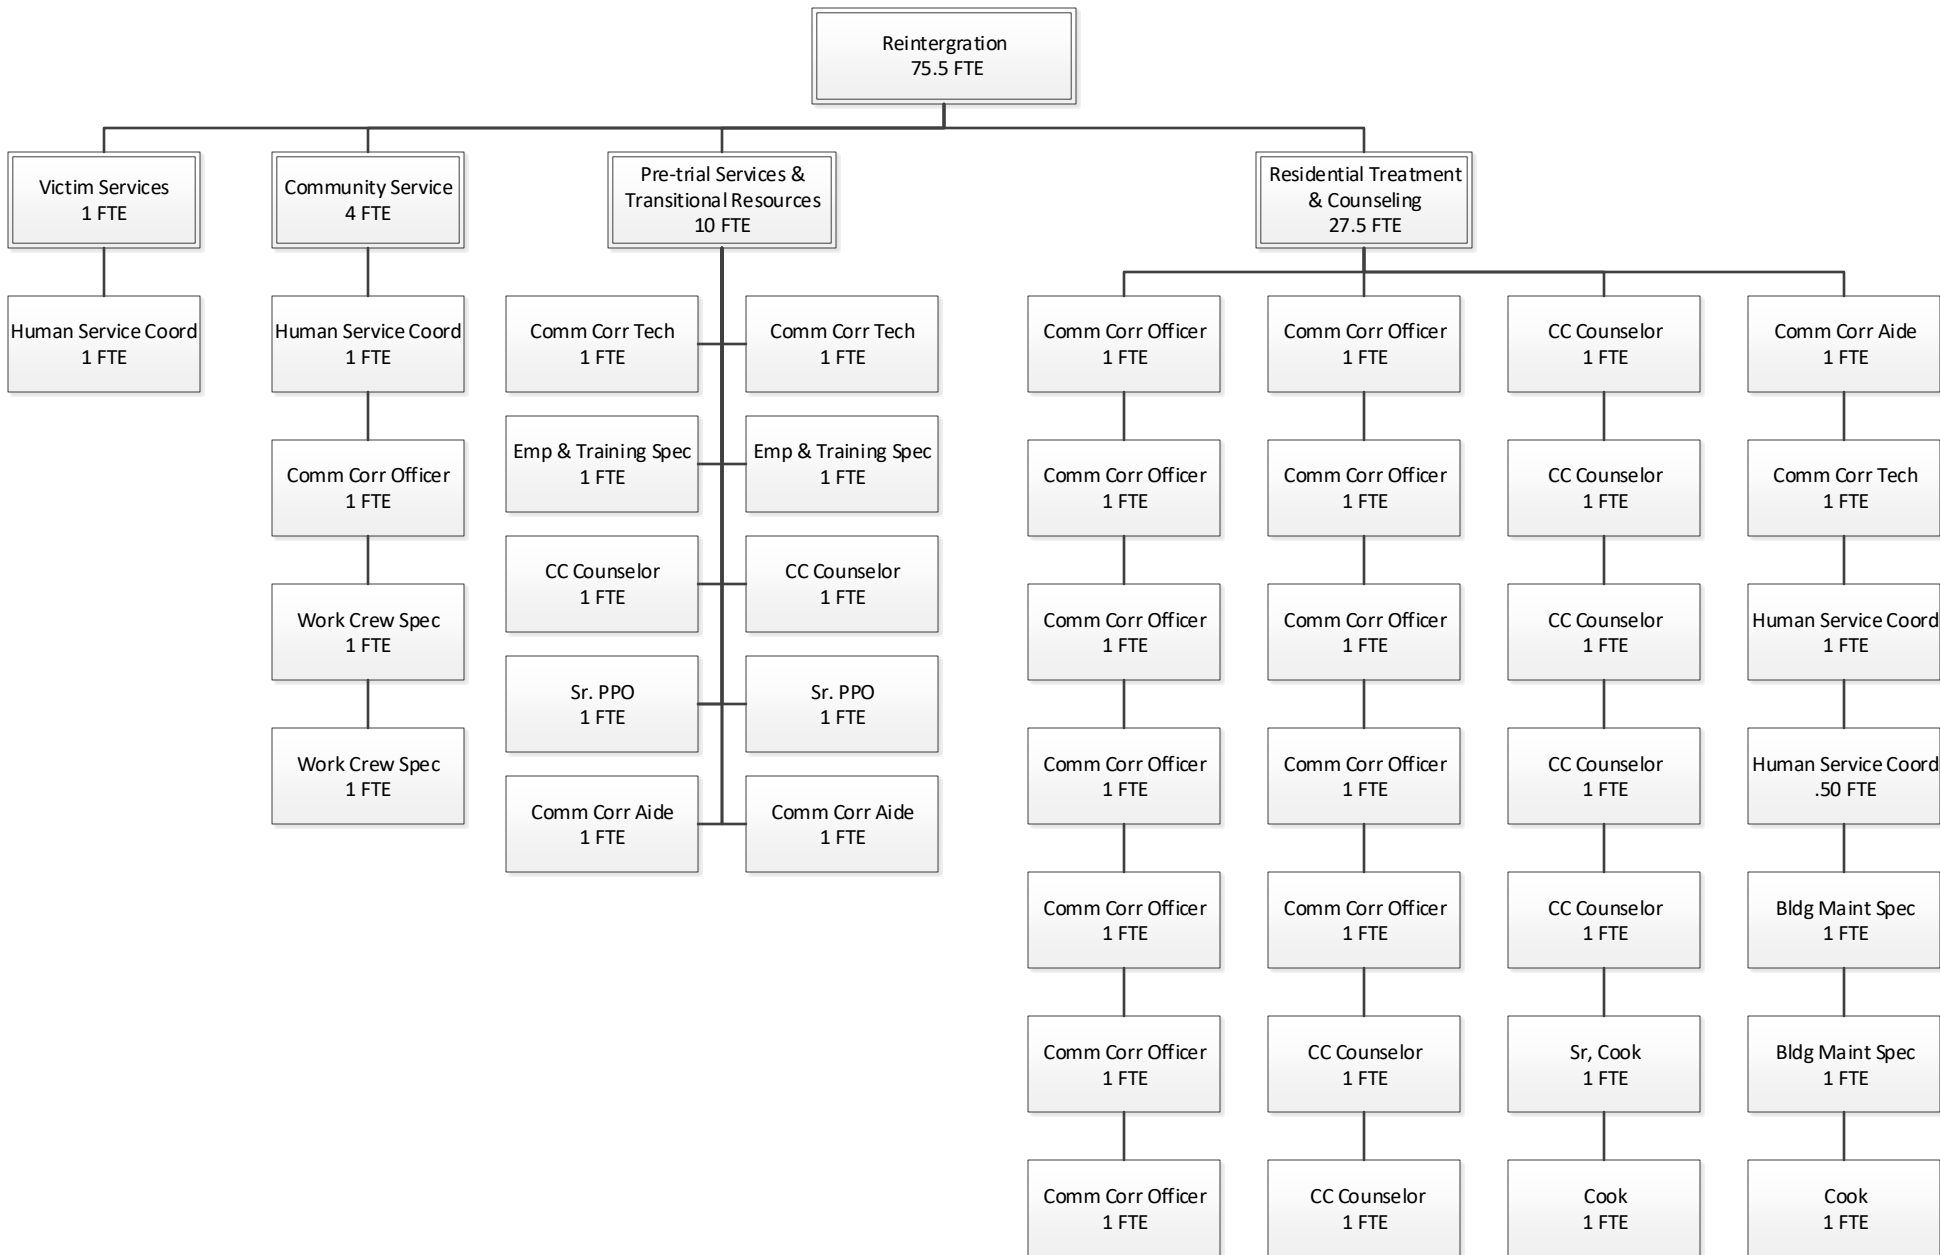 Reintergration
75.5 FTE
Victim Services
1 FTE
Community Service
4 FTE
Pre-trial Services &
Transitional Resources
10 FTE
Residential Treatment
& Counseling
27.5 FTE
Human Service Coord
1 FTE
Human Service Coord
1 FTE
Comm Corr Officer
1 FTE
Work Crew Spec
1 FTE
Work Crew Spec
1 FTE
Comm Corr Tech
1 FTE
Comm Corr Tech
1 FTE
Emp & Training Spec
1 FTE
Emp & Training Spec
1 FTE
CC Counselor
1 FTE
CC Counselor
1 FTE
Sr. PPO
1 FTE
Sr. PPO
1 FTE
Comm Corr Aide
1 FTE
Comm Corr Aide
1 FTE
Comm Corr Officer
1 FTE
Comm Corr Officer
1 FTE
Comm Corr Officer
1 FTE
Comm Corr Officer
1 FTE
Comm Corr Officer
1 FTE
Comm Corr Officer
1 FTE
Comm Corr Officer
1 FTE
Comm Corr Officer
1 FTE
Comm Corr Officer
1 FTE
Comm Corr Officer
1 FTE
Comm Corr Officer
1 FTE
Comm Corr Officer
1 FTE
CC Counselor
1 FTE
CC Counselor
1 FTE
CC Counselor
1 FTE
CC Counselor
1 FTE
CC Counselor
1 FTE
CC Counselor
1 FTE
CC Counselor
1 FTE
Sr, Cook
1 FTE
Cook
1 FTE
Comm Corr Aide
1 FTE
Comm Corr Tech
1 FTE
Human Service Coord
1 FTE
Human Service Coord
.50 FTE
Bldg Maint Spec
1 FTE
Bldg Maint Spec
1 FTE
Cook
1 FTE